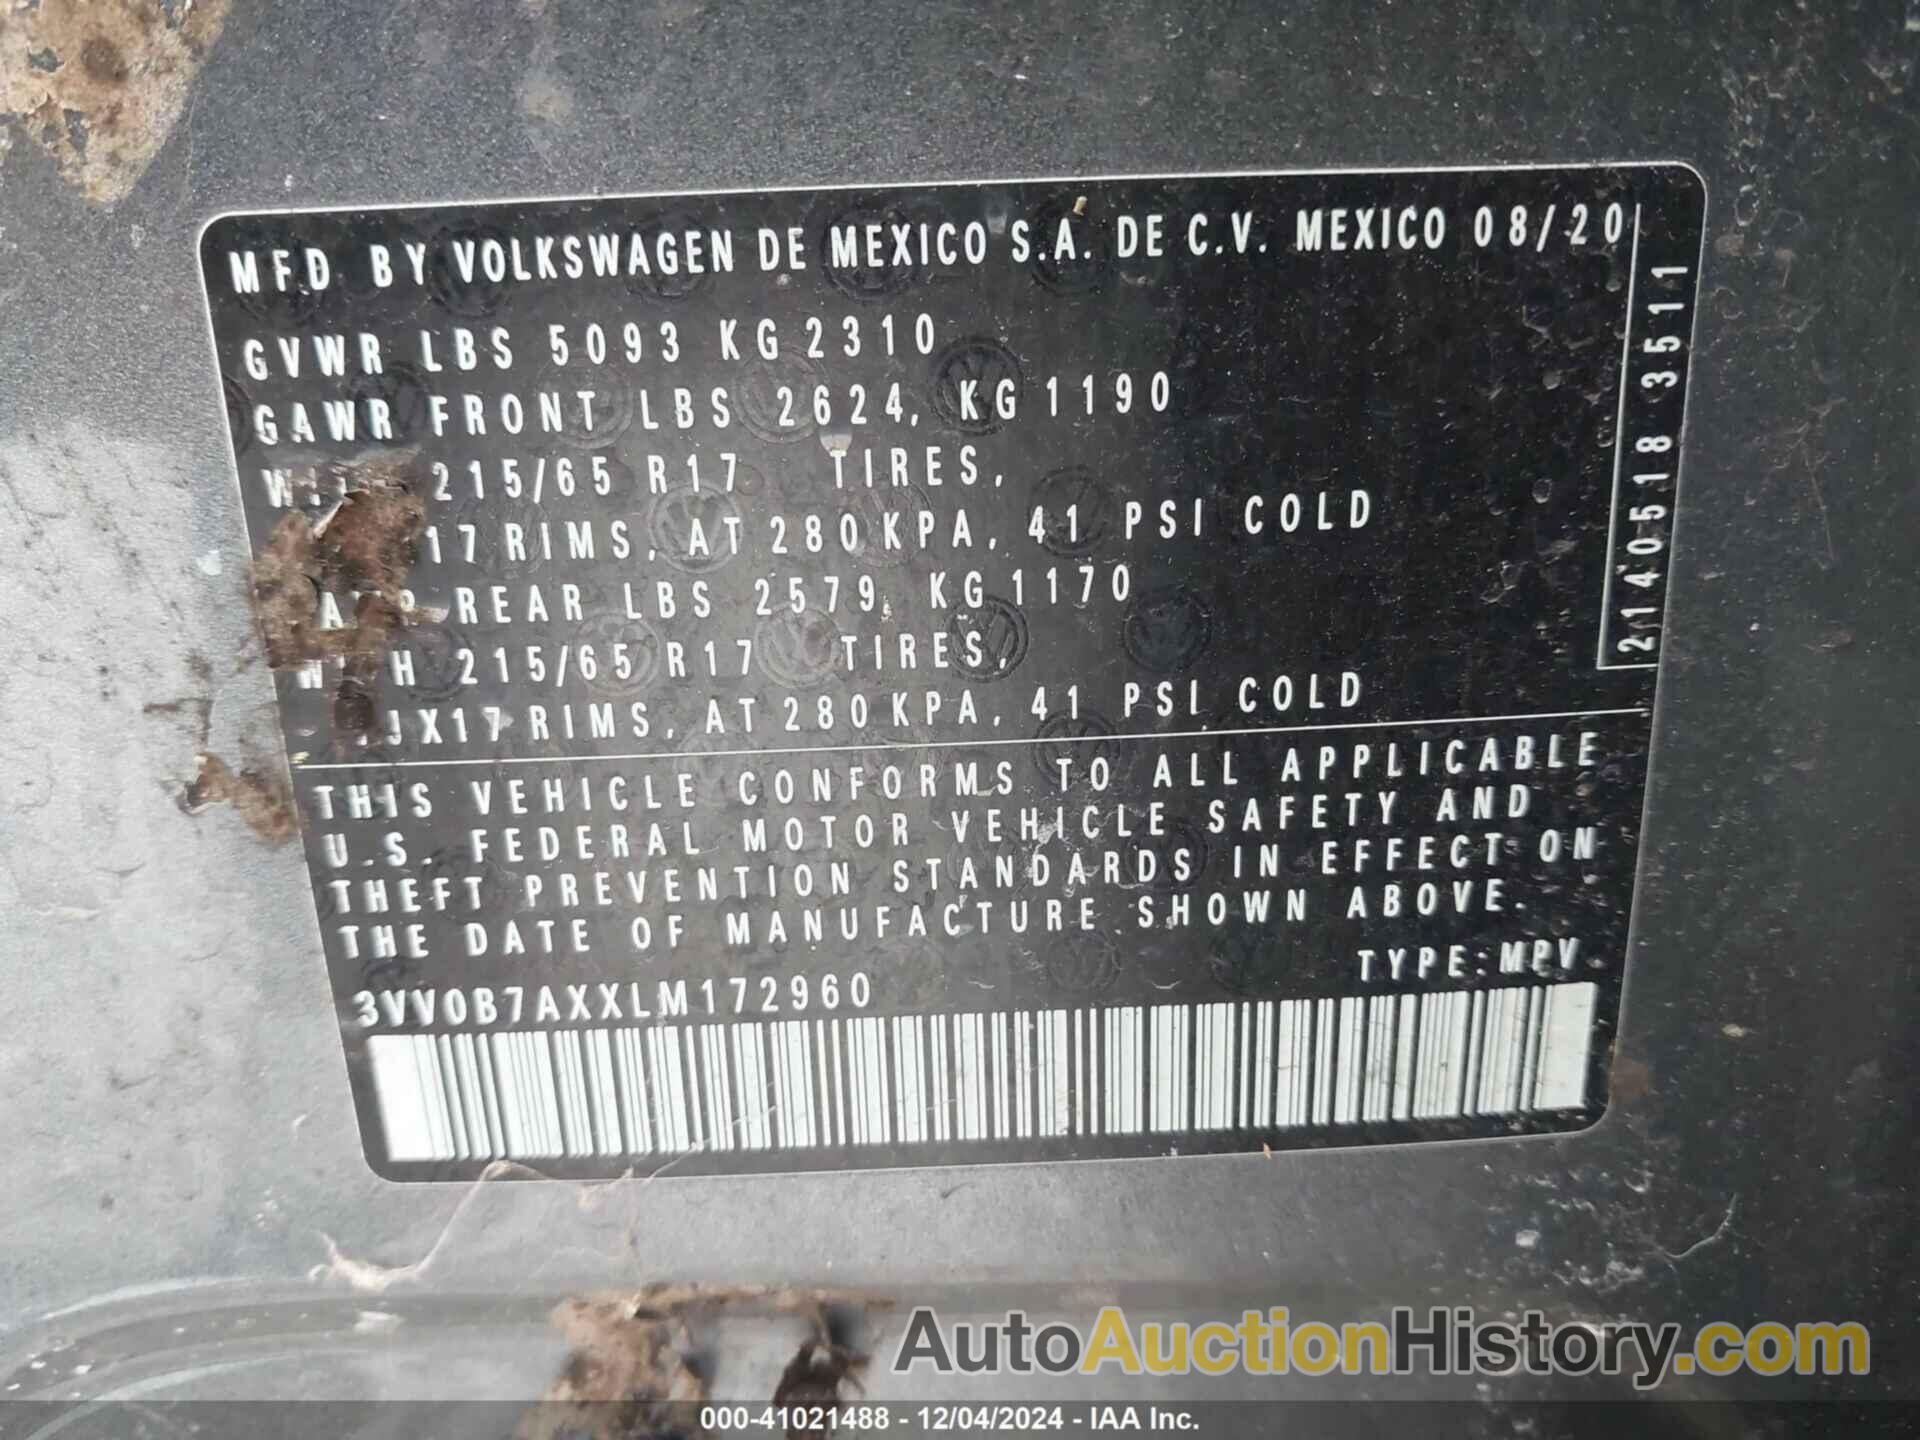 MFD BY VOLKSWAGEN DE MEXICO S.A. DE C.V. MEXICO 08/20
GVWR LBS 5093 KG 2310
GAWR FRONT LBS 2624, KG 1190
215/65 R17 TIRES,
17 RIMS, AT 280 KPA, 41 PSI COLD
REAR LBS 2579, KG 1170
215/65 R17 TIRES,
RIMS, AT 280 KPA, 41 PSI COLD
2140518 3511
THIS VEHICLE CONFORMS TO ALL APPLICABLE
U.S. FEDERAL MOTOR VEHICLE SAFETY AND
THEFT PREVENTION STANDARDS IN EFFECT ON
THE DATE OF MANUFACTURE SHOWN ABOVE.
TYPE: MPV
3VV0B7AXXLM172960
AutoAuctionHistory.com
000-41021488 - 12/04/2024 - IAA Inc.